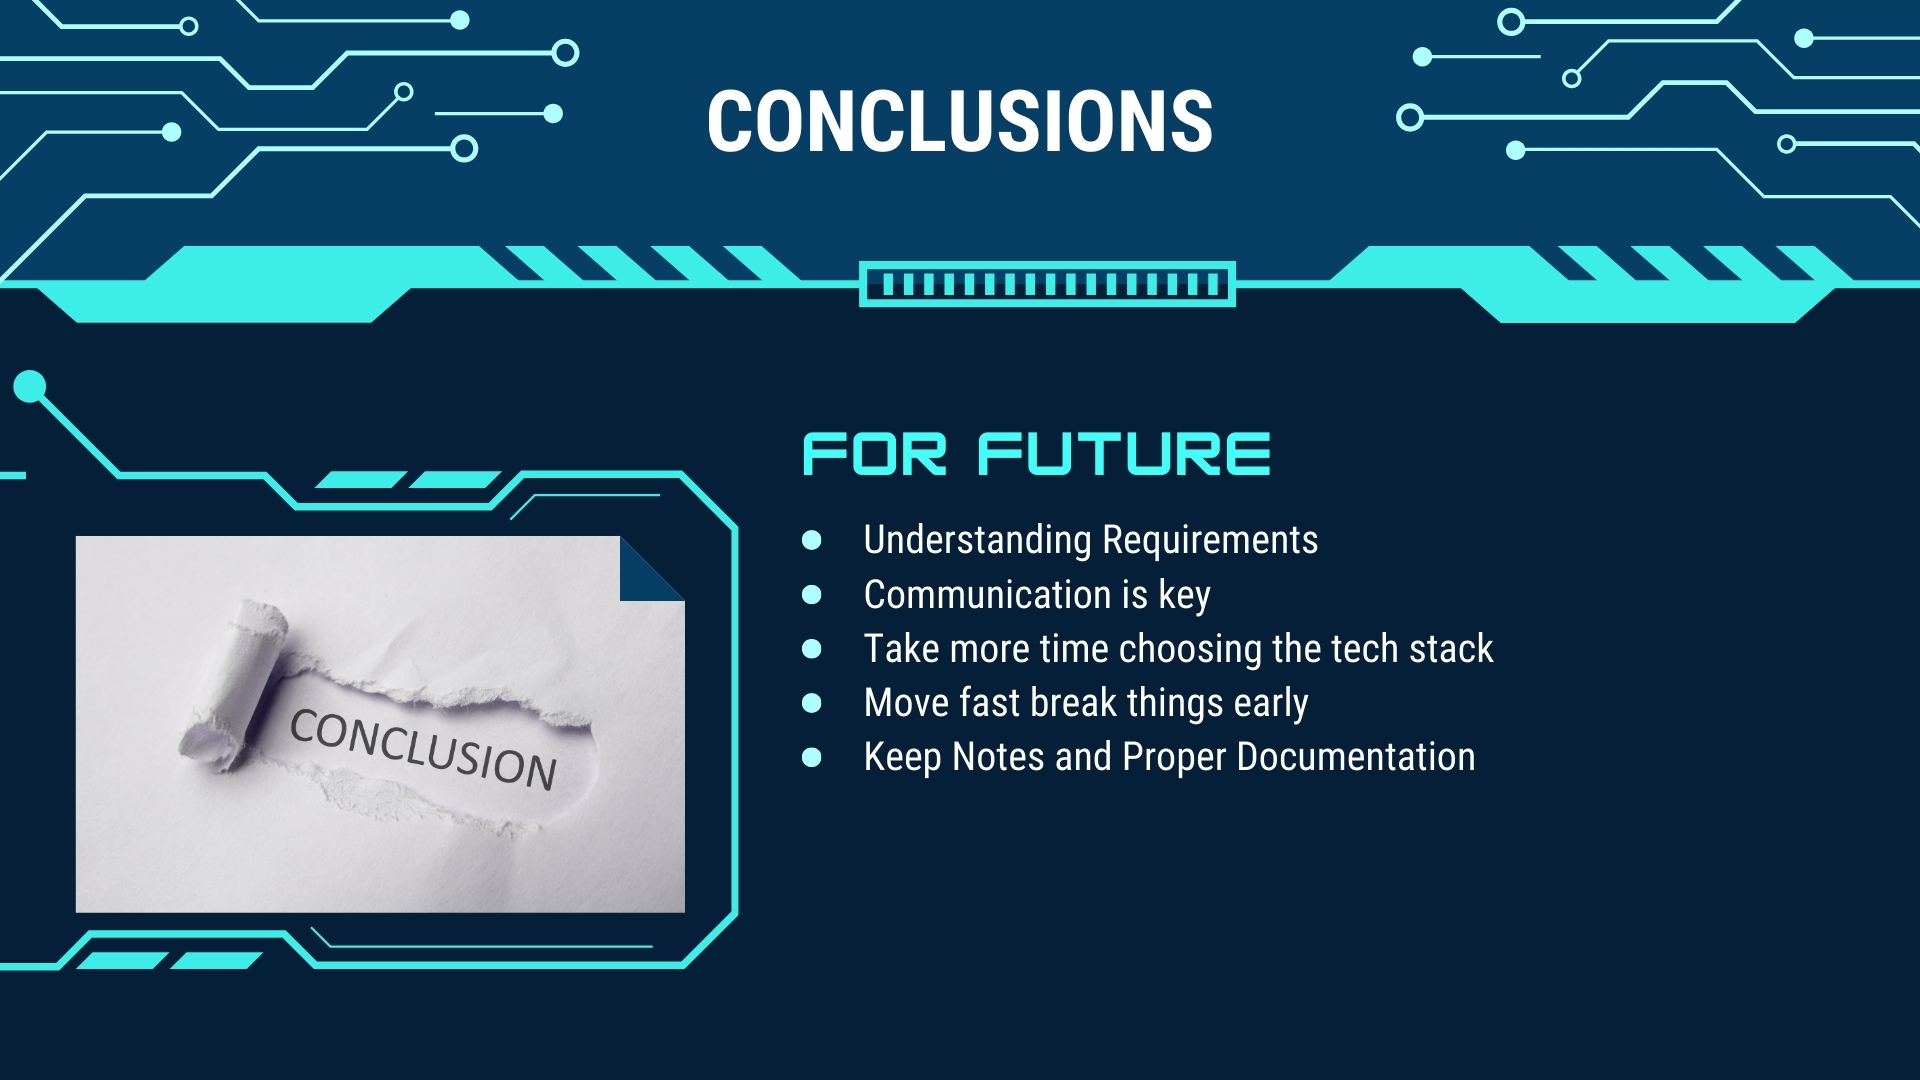 CONCLUSIONS
FOR FUTURE
Understanding Requirements
Communication is key
Take more time choosing the tech stack
Move fast break things early
Keep Notes and Proper Documentation
CONCLUSION